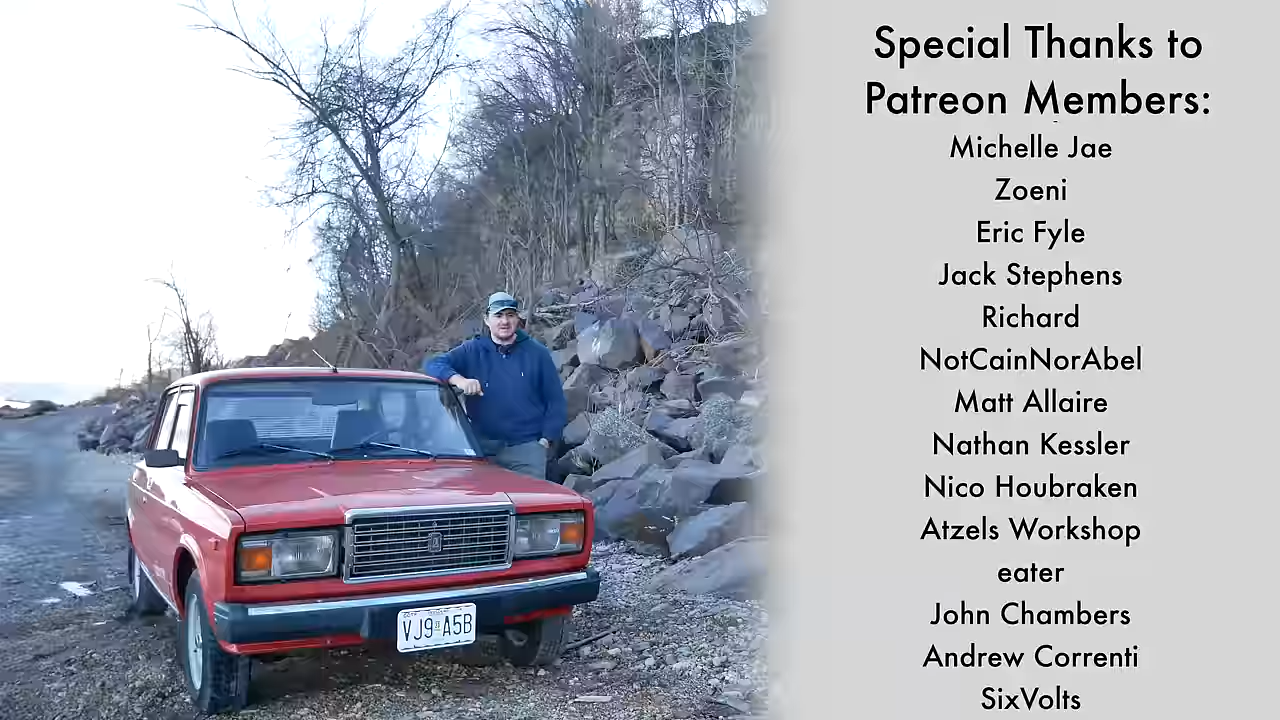 Special Thanks to
Patreon Members:
Michelle Jae
Zoeni
Eric Fyle
Jack Stephens
Richard
NotCainNorAbel
Matt Allaire
Nathan Kessler
Nico Houbraken
Atzels Workshop
eater
John Chambers
Andrew Correnti
SixVolts
VJ9 A5B